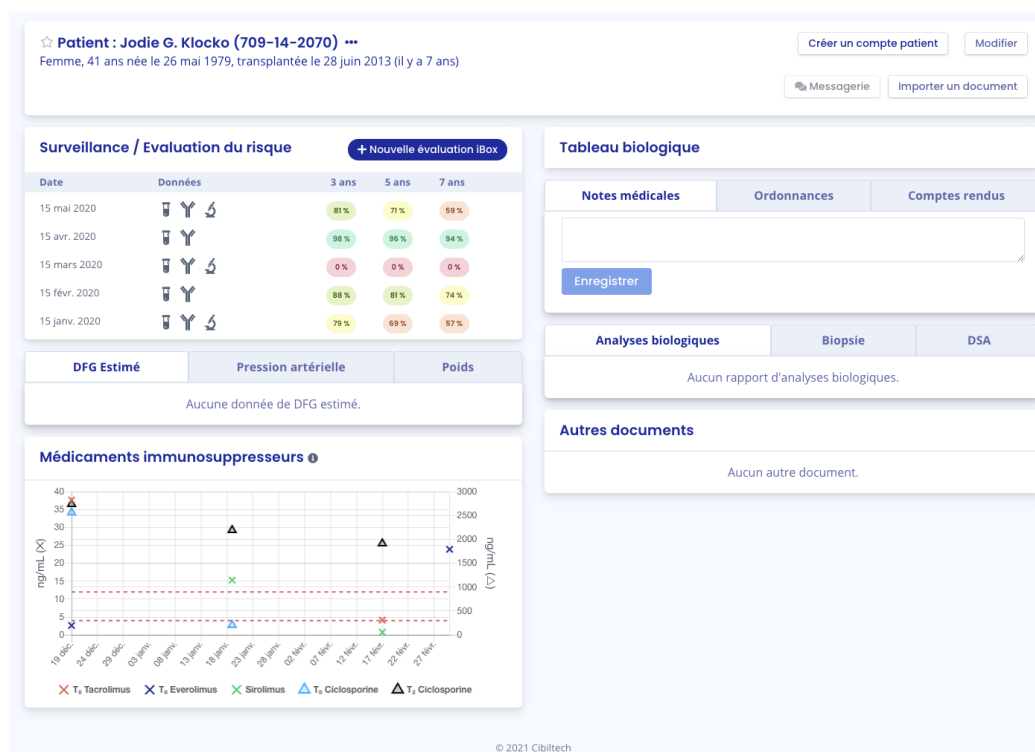 Patient : Jodie G. Klocko (709-14-2070) •••
Femme, 41 ans née le 26 mai 1979, transplantée le 28 juin 2013 (il y a 7 ans)
Créer un compte patient
Modifier
Messagerie
Importer un document
Surveillance / Evaluation du risque
+ Nouvelle évaluation iBox
Date Données 3 ans 5 ans 7 ans
15 mai 2020 81 % 71 % 59 %
15 avr. 2020 98 % 96 % 94 %
15 mars 2020 0 % 0 % 0 %
15 févr. 2020 88 % 81 % 74 %
15 janv. 2020 79 % 69 % 57 %
DFG Estimé Pression artérielle Poids
Aucune donnée de DFG estimé.
Médicaments immunosuppresseurs
40
35
30
25
20
15
10
5
0
ng/mL (X)
3000
2500
2000
1500
1000
500
0
ng/mL (△)
19 déc. 24 déc. 29 déc. 03 janv. 08 janv. 13 janv. 18 janv. 23 janv. 28 janv. 02 févr. 07 févr. 12 févr. 17 févr. 22 févr. 27 févr.
T₀ Tacrolimus T₀ Everolimus Sirolimus T₀ Ciclosporine T₂ Ciclosporine
Tableau biologique
Notes médicales Ordonnances Comptes rendus
Enregistrer
Analyses biologiques Biopsie DSA
Aucun rapport d'analyses biologiques.
Autres documents
Aucun autre document.
© 2021 Cibiltech